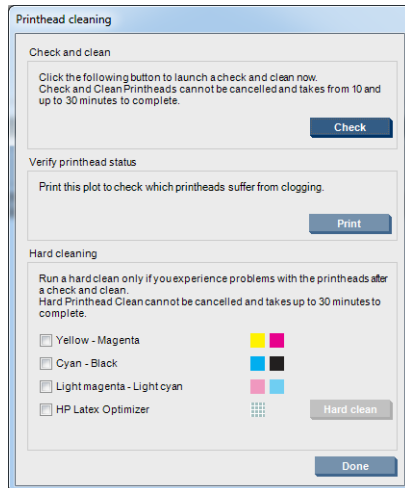 Printhead cleaning
Check and clean
Click the following button to launch a check and clean now.
Check and Clean Printheads cannot be cancelled and takes from 10 and
up to 30 minutes to complete.
Check
Verify printhead status
Print this plot to check which printheads suffer from clogging.
Print
Hard cleaning
Run a hard clean only if you experience problems with the printheads after
a check and clean.
Hard Printhead Clean cannot be cancelled and takes up to 30 minutes to
complete.
Yellow - Magenta
Cyan - Black
Light magenta - Light cyan
HP Latex Optimizer
Hard clean
Done